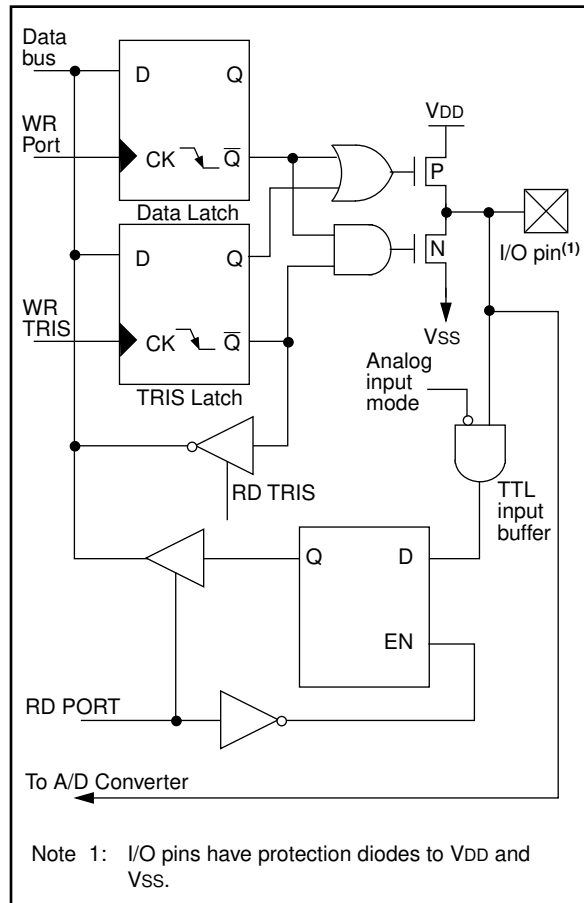 Data
bus
D
Q
WR
Port
CK
Q
Data Latch
VDD
P
I/O pin(1)
N
VSS
D
Q
WR
TRIS
CK
Q
TRIS Latch
Analog
input
mode
RD TRIS
TTL
input
buffer
Q
D
EN
RD PORT
To A/D Converter
Note 1: I/O pins have protection diodes to VDD and
VSS.